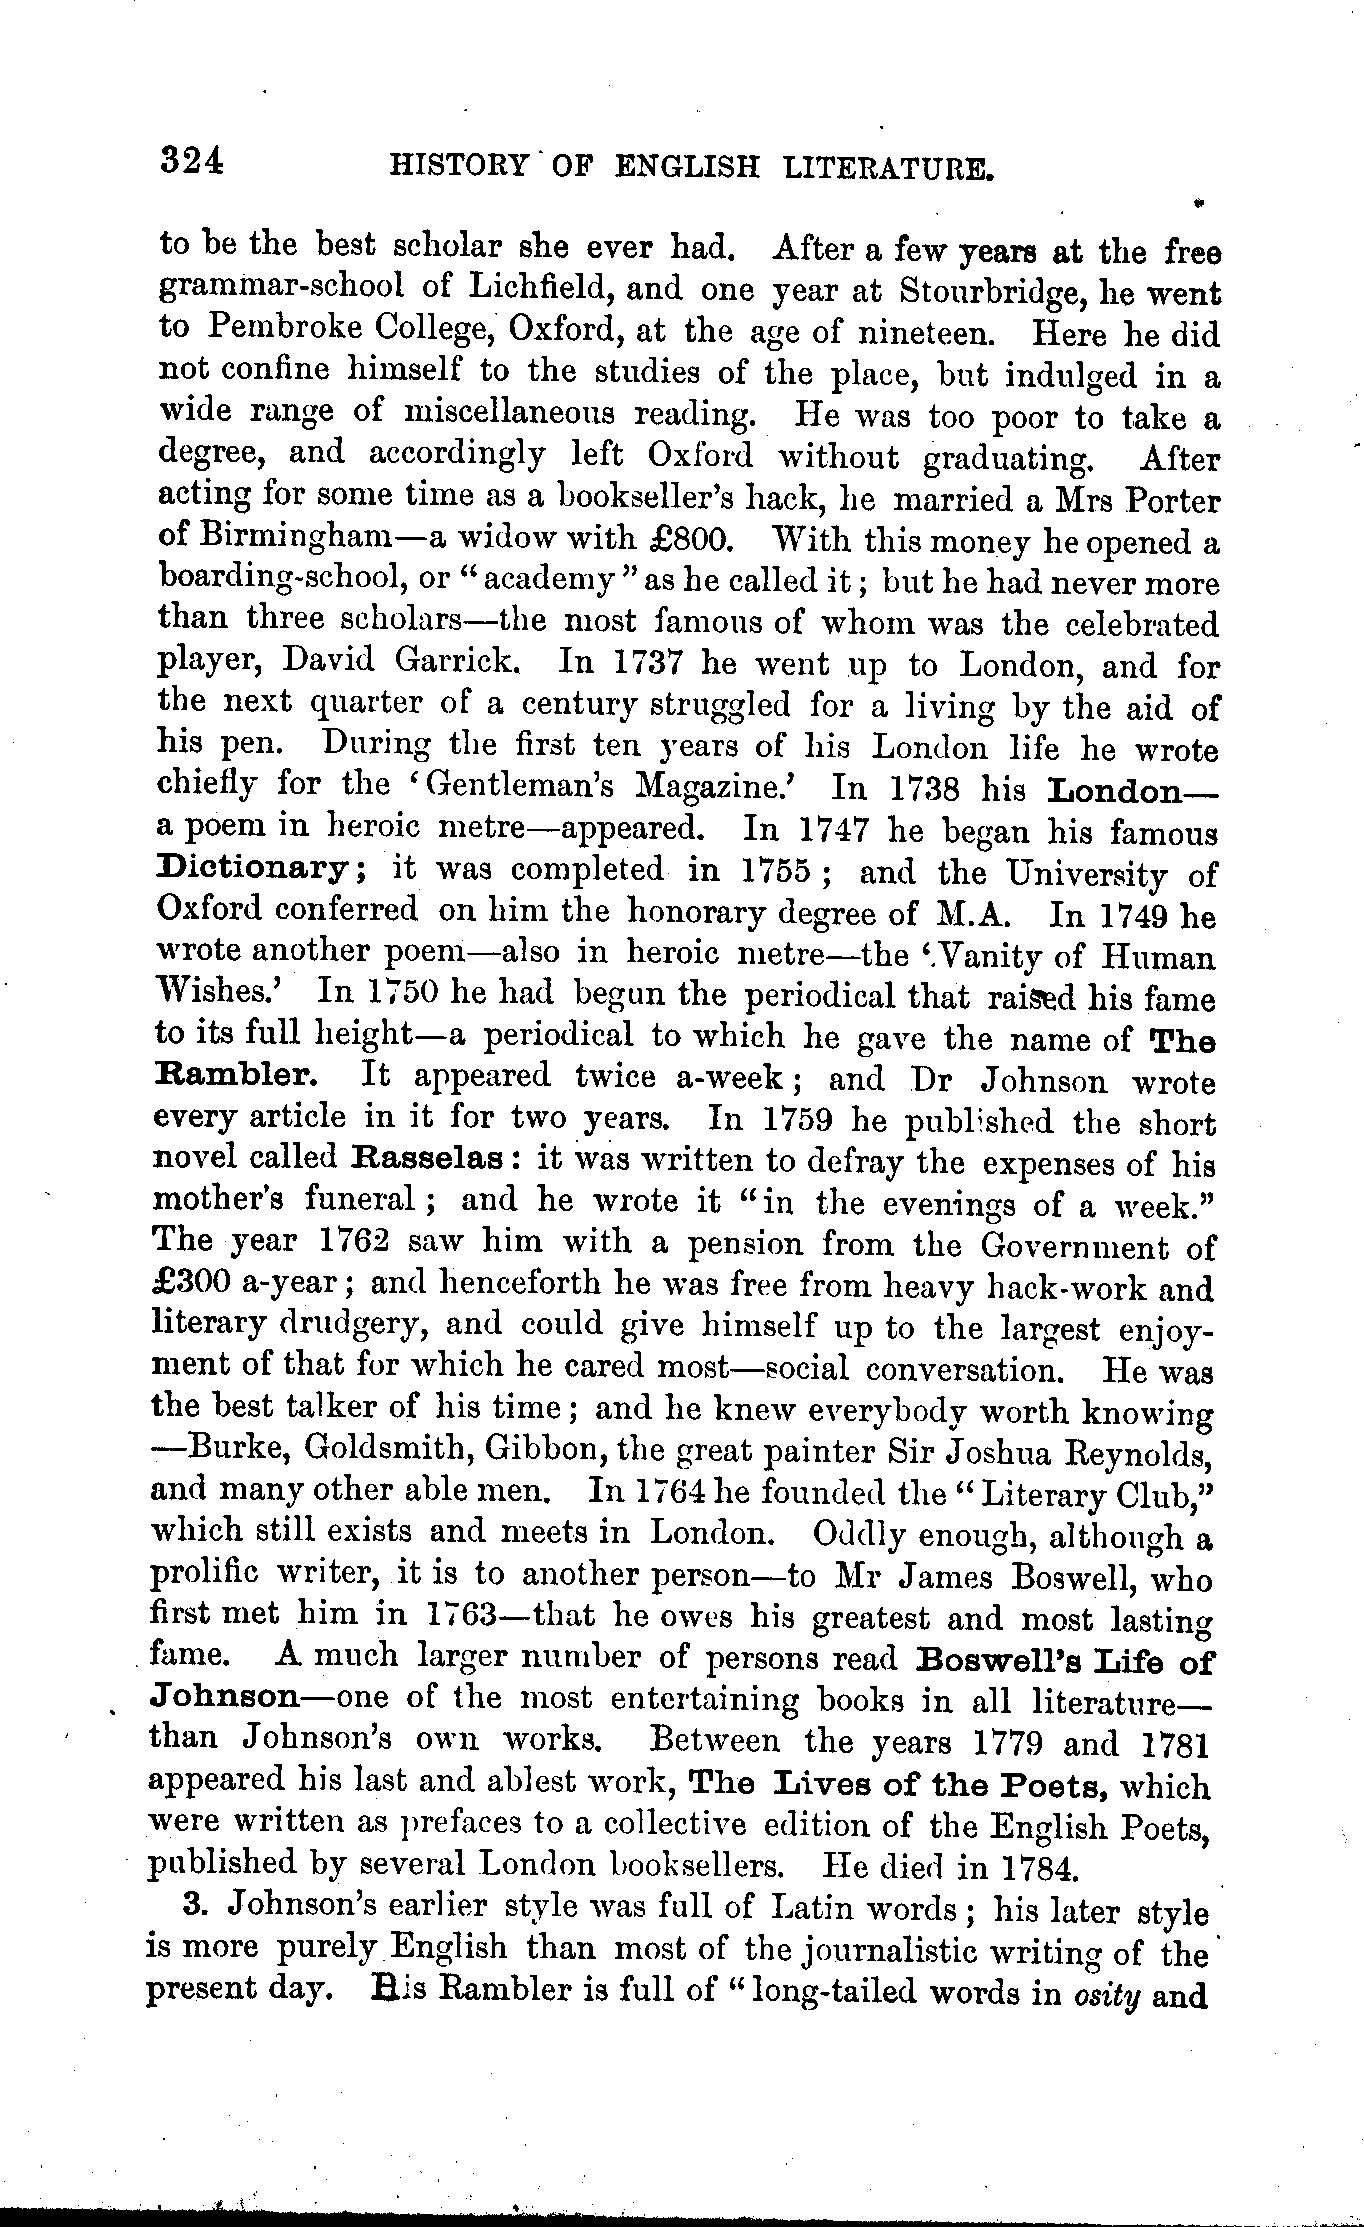 324 HISTORY OF ENGLISH LITERATURE.
to be the best scholar she ever had. After a few years at the free
grammar-school of Lichfield, and one year at Stourbridge, he went
to Pembroke College, Oxford, at the age of nineteen. Here he did
not confine himself to the studies of the place, but indulged in a
wide range of miscellaneous reading. He was too poor to take a
degree, and accordingly left Oxford without graduating. After
acting for some time as a bookseller's hack, he married a Mrs Porter
of Birmingham—a widow with £800. With this money he opened a
boarding-school, or “academy” as he called it; but he had never more
than three scholars—the most famous of whom was the celebrated
player, David Garrick. In 1737 he went up to London, and for
the next quarter of a century struggled for a living by the aid of
his pen. During the first ten years of his London life he wrote
chiefly for the ‘Gentleman's Magazine.’ In 1738 his London—
a poem in heroic metre—appeared. In 1747 he began his famous
Dictionary; it was completed in 1755; and the University of
Oxford conferred on him the honorary degree of M.A. In 1749 he
wrote another poem—also in heroic metre—the ‘Vanity of Human
Wishes.’ In 1750 he had begun the periodical that raised his fame
to its full height—a periodical to which he gave the name of The
Rambler. It appeared twice a-week; and Dr Johnson wrote
every article in it for two years. In 1759 he published the short
novel called Rasselas: it was written to defray the expenses of his
mother's funeral; and he wrote it “in the evenings of a week.”
The year 1762 saw him with a pension from the Government of
£300 a-year; and henceforth he was free from heavy hack-work and
literary drudgery, and could give himself up to the largest enjoy-
ment of that for which he cared most—social conversation. He was
the best talker of his time; and he knew everybody worth knowing
—Burke, Goldsmith, Gibbon, the great painter Sir Joshua Reynolds,
and many other able men. In 1764 he founded the “Literary Club,”
which still exists and meets in London. Oddly enough, although a
prolific writer, it is to another person—to Mr James Boswell, who
first met him in 1763—that he owes his greatest and most lasting
fame. A much larger number of persons read Boswell's Life of
Johnson—one of the most entertaining books in all literature—
than Johnson's own works. Between the years 1779 and 1781
appeared his last and ablest work, The Lives of the Poets, which
were written as prefaces to a collective edition of the English Poets,
published by several London booksellers. He died in 1784.
3. Johnson's earlier style was full of Latin words; his later style
is more purely English than most of the journalistic writing of the
present day. His Rambler is full of “long-tailed words in osity and